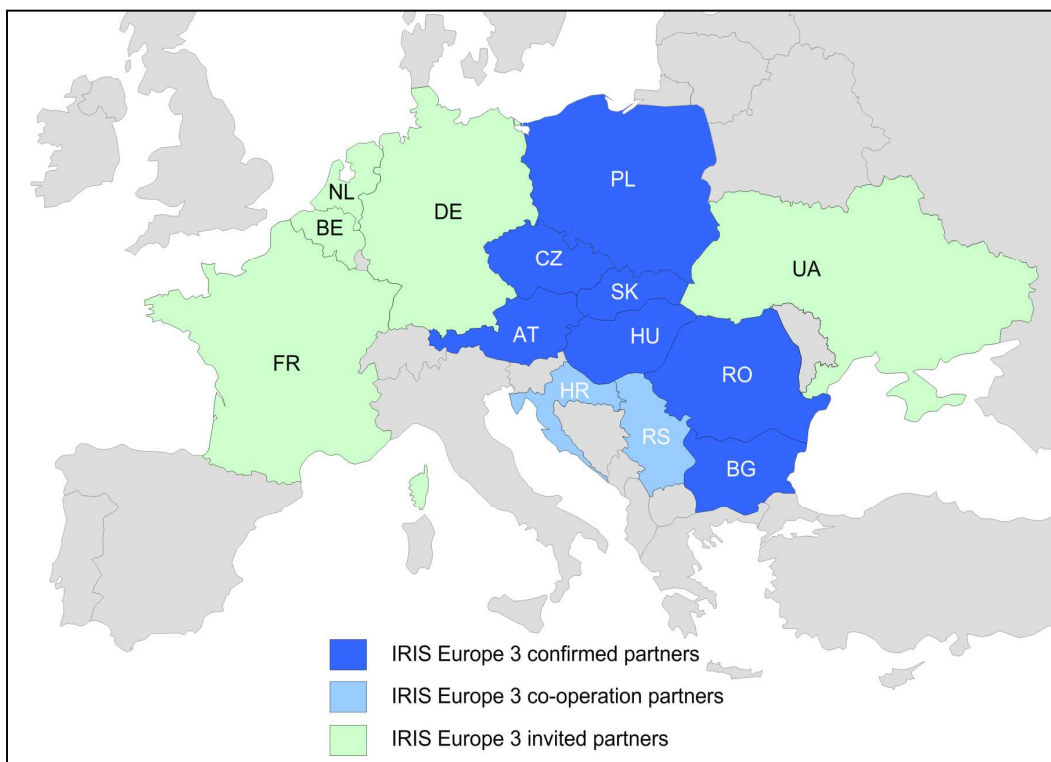 PL
NL
DE
BE
CZ
UA
SK
AT
HU
FR
RO
HR
RS
BG
IRIS Europe 3 confirmed partners
IRIS Europe 3 co-operation partners
IRIS Europe 3 invited partners